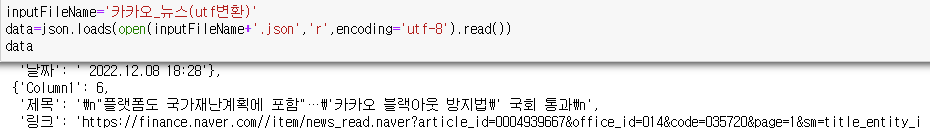 inputFileName='카카오_뉴스(utf변환)'
data=json.loads(open(inputFileName+'.json','r',encoding='utf-8').read())
data
'날짜': ' 2022.12.08 18:28'},
{'Column1': 6,
'제목': '₩n"플랫폼도 국가재난계획에 포함"…₩'카카오 블랙아웃 방지법₩' 국회 통과₩n',
'링크': 'https://finance.naver.com//item/news_read.naver?article_id=0004939667&office_id=014&code=035720&page=1&sm=title_entity_i